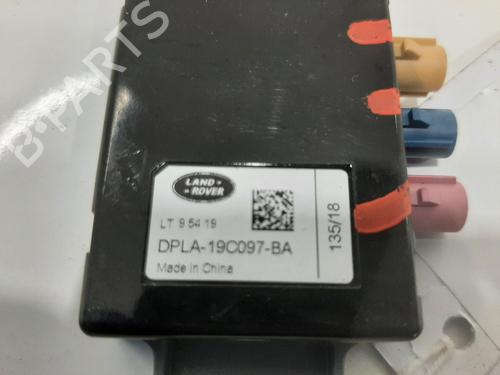 B-PARTS
LAND
ROVER
LT 9 54 19
DPLA-19C097-BA
Made in China
135/18